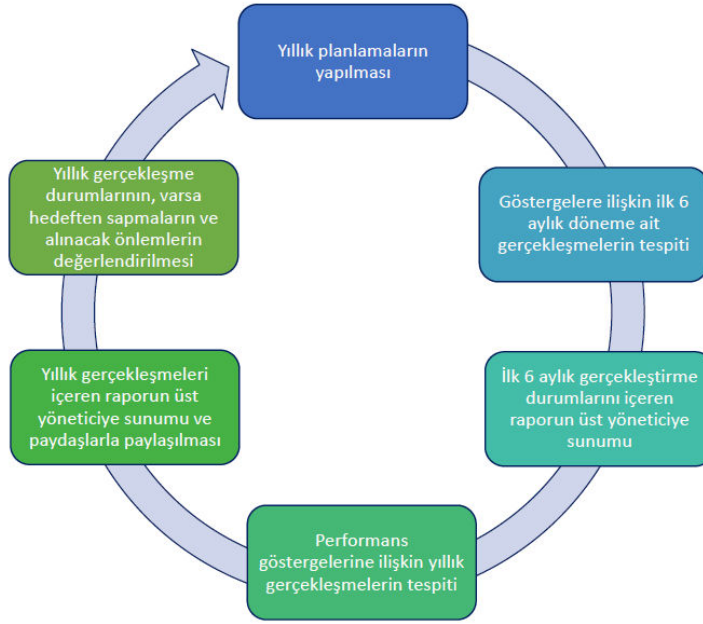 Yıllık planlamaların
yapılması
Göstergelere ilişkin ilk 6
aylık döneme ait
gerçekleşmelerin tespiti
İlk 6 aylık gerçekleştirme
durumlarını içeren
raporun üst yöneticiye
sunumu
Performans
göstergelerine ilişkin yıllık
gerçekleşmelerin tespiti
Yıllık gerçekleşmeleri
içeren raporun üst
yöneticiye sunumu ve
paydaşlarla paylaşılması
Yıllık gerçekleşme
durumlarının, varsa
hedeften sapmaların ve
alınacak önlemlerin
değerlendirilmesi